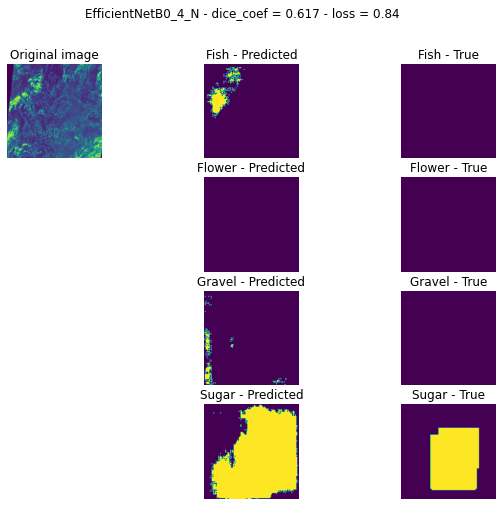 EfficientNetB0_4_N - dice_coef = 0.617 - loss = 0.84
Original image
Fish - Predicted
Fish - True
Flower - Predicted
Flower - True
Gravel - Predicted
Gravel - True
Sugar - Predicted
Sugar - True